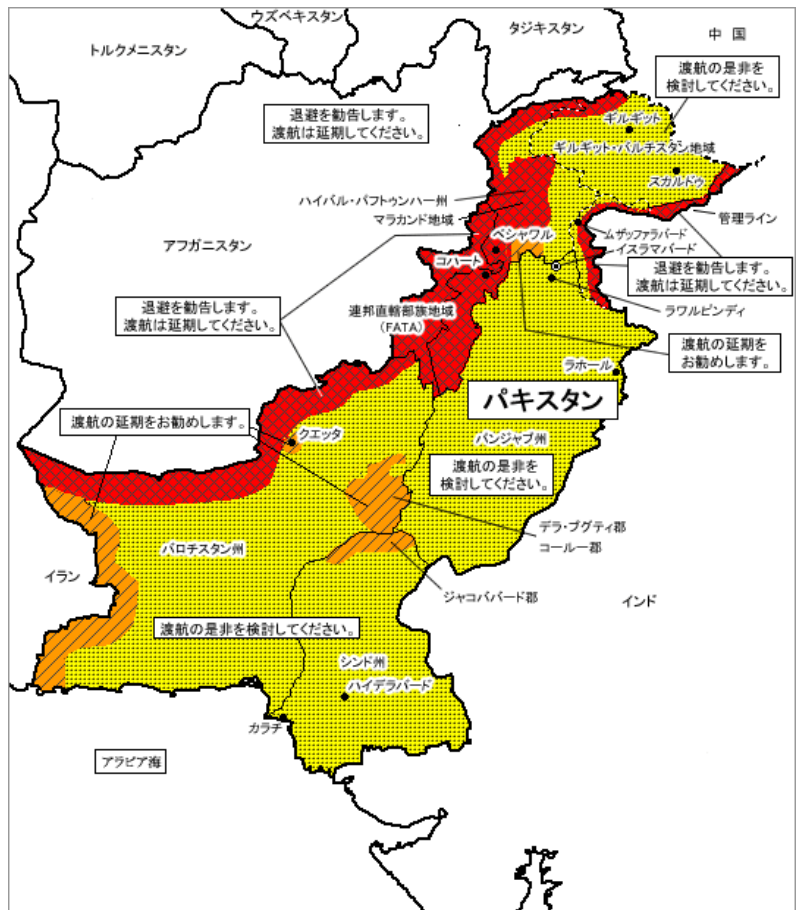 ウズベキスタン
タジキスタン
トルクメニスタン
中 国
渡航の是非を
検討してください。
退避を勧告します。
渡航は延期してください。
ギルギット
ギルギット・バルチスタン地域
スカルドゥ
ハイバル・パフトゥンハー州
マラカンド地域
管理ライン
アフガニスタン
ペシャワル
ムザッファラバード
イスラマバード
コハート
退避を勧告します。
渡航は延期してください。
退避を勧告します。
渡航は延期してください。
連邦直轄部族地域
(FATA)
ラワルピンディ
渡航の延期を
お勧めします。
ラホール
パキスタン
渡航の延期をお勧めします。
クエッタ
パンジャブ州
渡航の是非を
検討してください。
デラ・ブグティ郡
コールー郡
バロチスタン州
イラン
ジャコババード郡
インド
渡航の是非を検討してください。
シンド州
ハイデラバード
カラチ
アラビア海